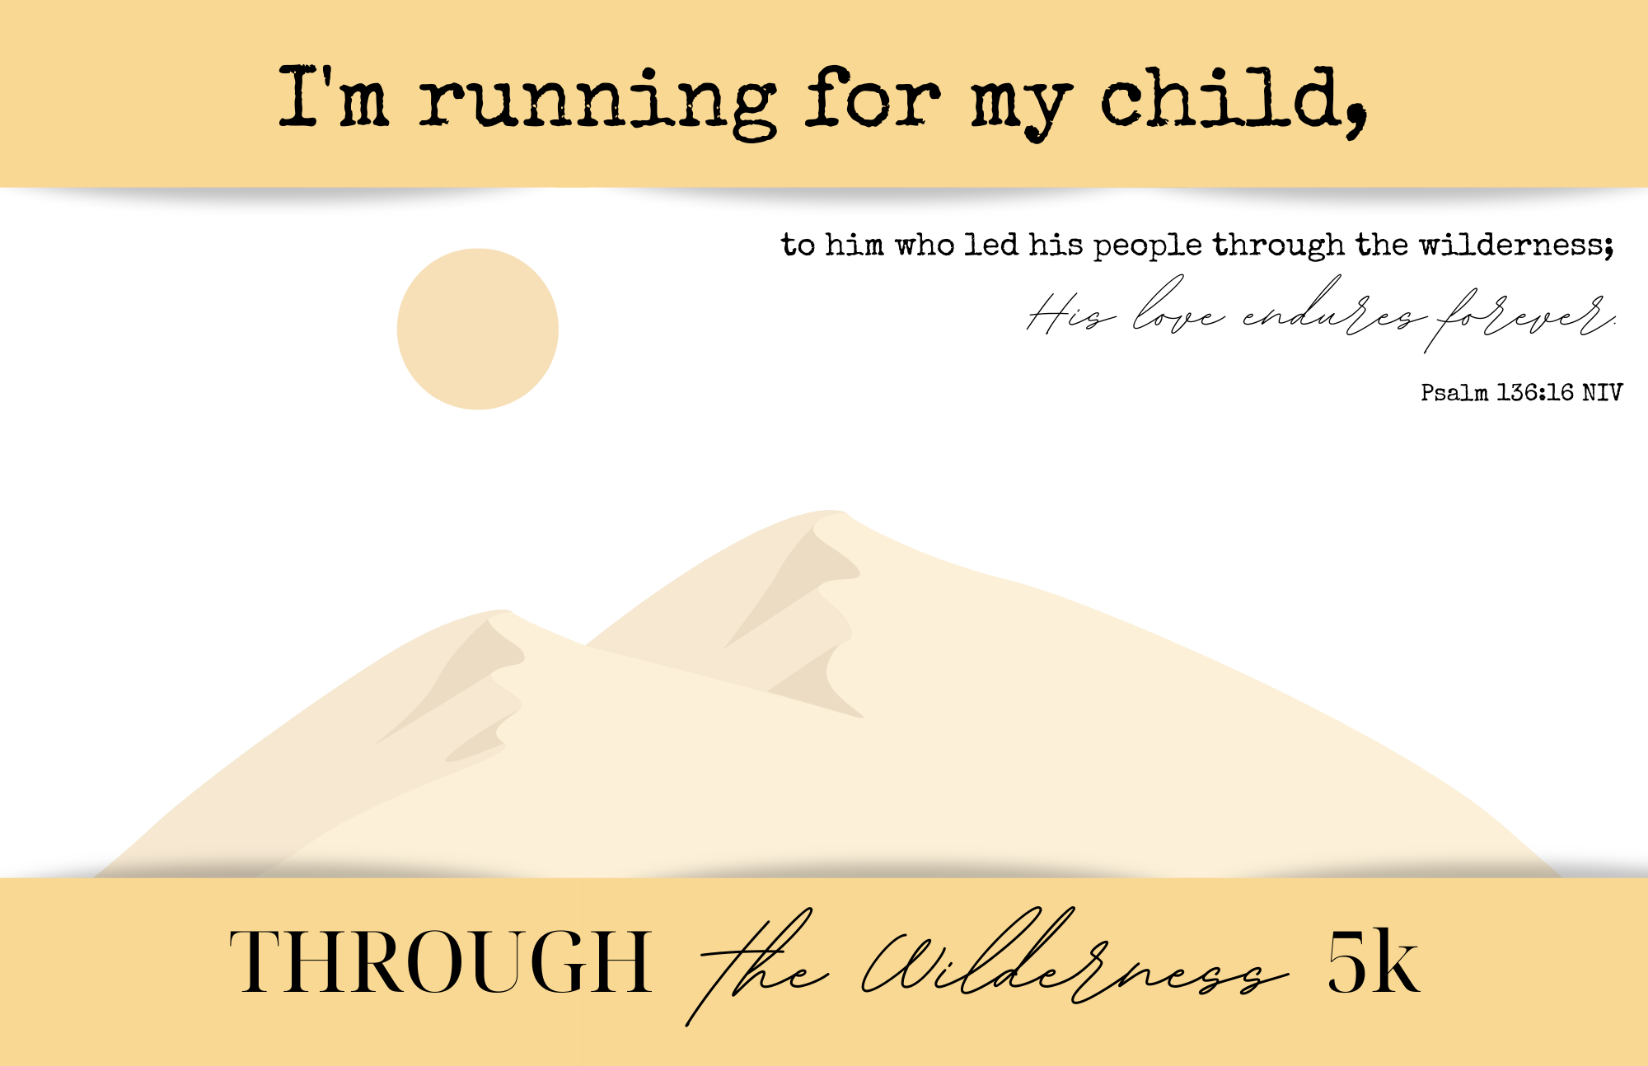 I'm running for my child,
to him who led his people through the wilderness;
His love endures forever.
Psalm 136:16 NIV
THROUGH the Wilderness 5k